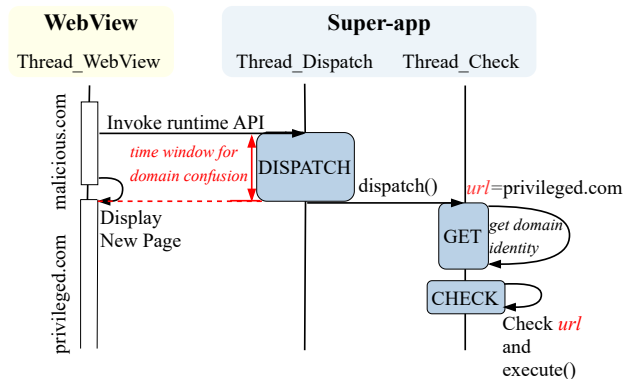 WebView
Super-app
Thread_WebView
Thread_Dispatch
Thread_Check
malicious.com
Invoke runtime API
time window for
domain confusion
DISPATCH
dispatch()
url=privileged.com
Display
New Page
GET
get domain
identity
privileged.com
CHECK
Check url
and
execute()